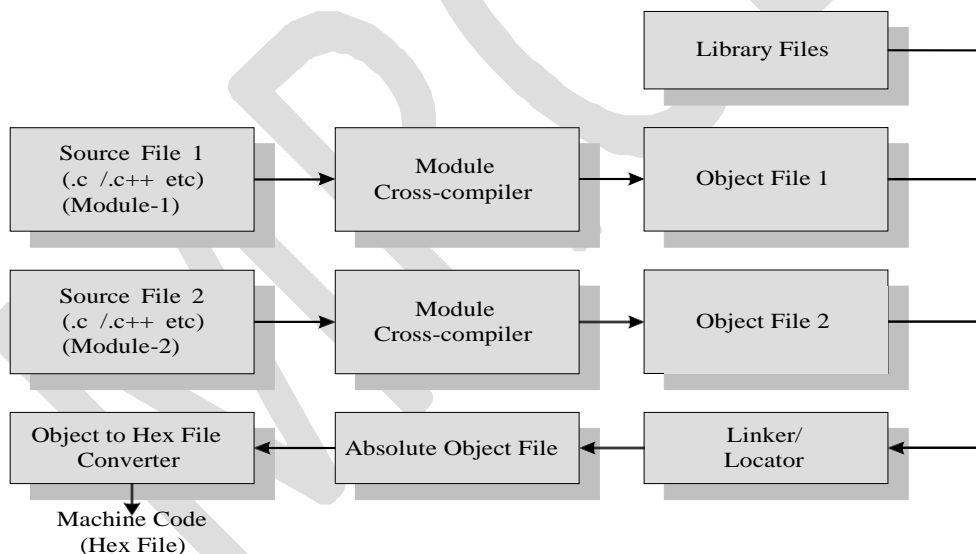 Library Files
Source File 1
(.c /.c++ etc)
(Module-1)
Module
Cross-compiler
Object File 1
Source File 2
(.c /.c++ etc)
(Module-2)
Module
Cross-compiler
Object File 2
Object to Hex File
Converter
Absolute Object File
Linker/
Locator
Machine Code
(Hex File)